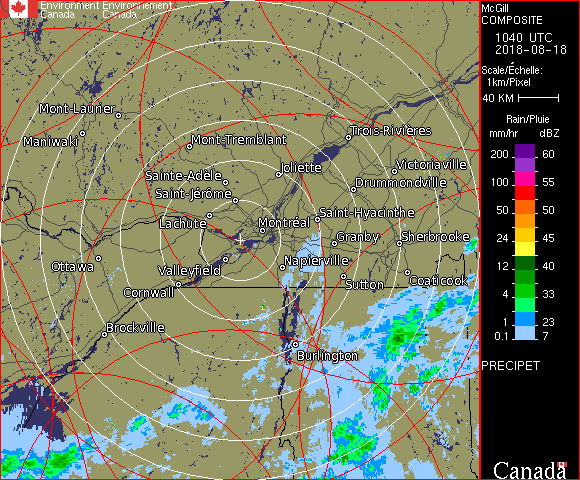 Environment Environnement
Canada Canada
McGill
COMPOSITE
1040 UTC
2018-08-18
Scale/Échelle:
1km/Pixel
40 KM
Rain/Pluie
mm/hr dBZ
200 60
100 55
50 50
24 45
12 40
4 33
1 23
0.1 7
PRECIPET
Mont-Laurier
Maniwaki
Mont-Tremblant
Trois-Rivières
Joliette
Victoriaville
Sainte-Adèle
Drummondville
Saint-Jérôme
Lachute
Montréal
Saint-Hyacinthe
Granby
Sherbrooke
Ottawa
Valleyfield
Napierville
Cornwall
Sutton
Coaticook
Brockville
Burlington
Canada